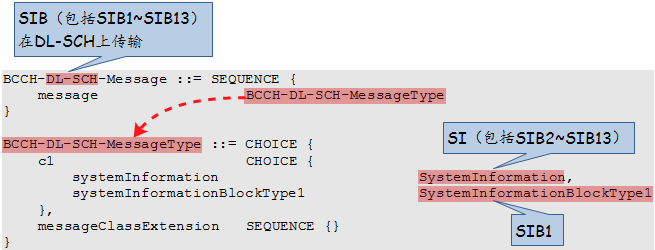 SIB（包括SIB1~SIB13）
在DL-SCH上传输
BCCH-DL-SCH-Message ::= SEQUENCE {
message BCCH-DL-SCH-MessageType
}
BCCH-DL-SCH-MessageType ::= CHOICE {
SI（包括SIB2~SIB13）
c1 CHOICE {
systemInformation SystemInformation,
systemInformationBlockType1 SystemInformationBlockType1
},
SIB1
messageClassExtension SEQUENCE {}
}